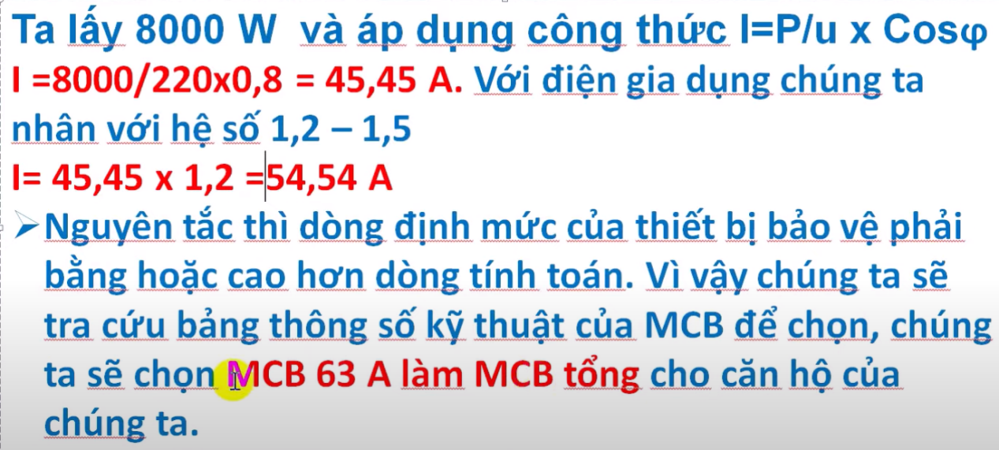 Ta lấy 8000 W và áp dụng công thức I=P/u x Cosφ
I =8000/220x0,8 = 45,45 A. Với điện gia dụng chúng ta
nhân với hệ số 1,2 – 1,5
I= 45,45 x 1,2 =54,54 A
➢ Nguyên tắc thì dòng định mức của thiết bị bảo vệ phải
bằng hoặc cao hơn dòng tính toán. Vì vậy chúng ta sẽ
tra cứu bảng thông số kỹ thuật của MCB để chọn, chúng
ta sẽ chọn MCB 63 A làm MCB tổng cho căn hộ của
chúng ta.